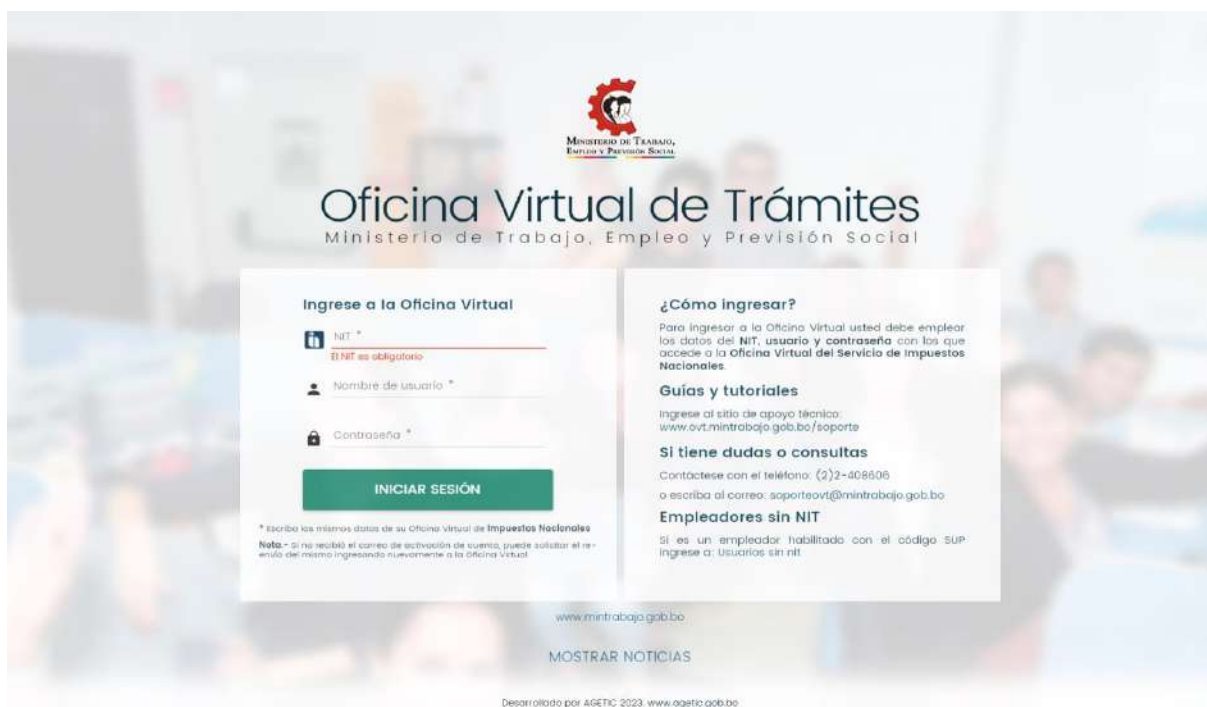 MINISTERIO DE TRABAJO,
EMPLEO Y PREVISIÓN SOCIAL
Oficina Virtual de Trámites
Ministerio de Trabajo, Empleo y Previsión Social
Ingrese a la Oficina Virtual
NIT *
El NIT es obligatorio
Nombre de usuario *
Contraseña *
INICIAR SESIÓN
* Escriba los mismos datos de su Oficina Virtual de Impuestos Nacionales
Nota.- Si no recibió el correo de activación de cuenta, puede solicitar el re-
envío del mismo ingresando nuevamente a la Oficina Virtual
¿Cómo ingresar?
Para ingresar a la Oficina Virtual usted debe emplear
los datos del NIT, usuario y contraseña con los que
accede a la Oficina Virtual del Servicio de Impuestos
Nacionales.
Guías y tutoriales
Ingrese al sitio de apoyo técnico:
www.ovt.mintrabajo.gob.bo/soporte
Si tiene dudas o consultas
Contáctese con el teléfono: (2)2-408606
o escriba al correo: soporteovt@mintrabajo.gob.bo
Empleadores sin NIT
Si es un empleador habilitado con el código SUP
ingrese a: Usuarios sin nit
www.mintrabajo.gob.bo
MOSTRAR NOTICIAS
Desarrollado por AGETIC 2023. www.agetic.gob.bo